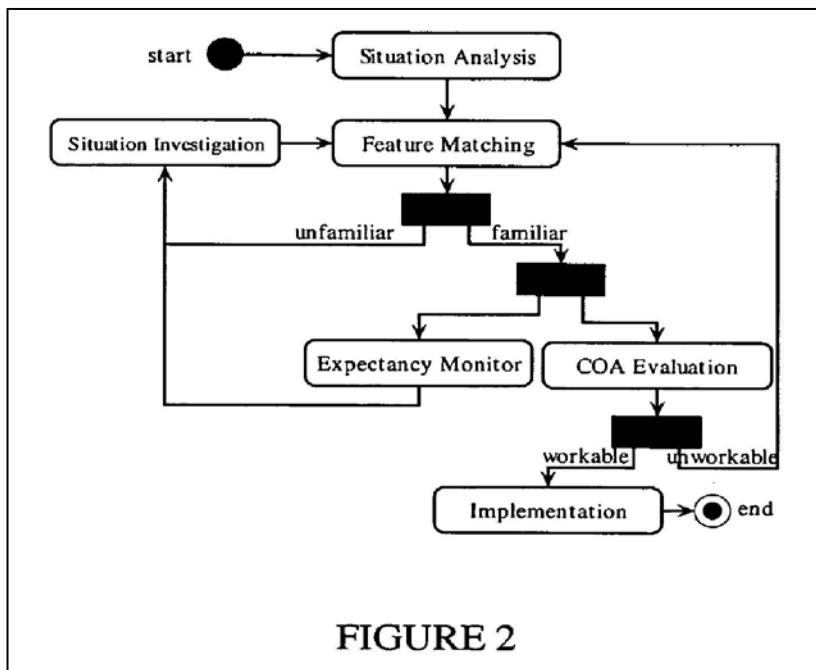 start
Situation Analysis
Situation Investigation
Feature Matching
unfamiliar
familiar
Expectancy Monitor
COA Evaluation
workable
unworkable
Implementation
end
FIGURE 2